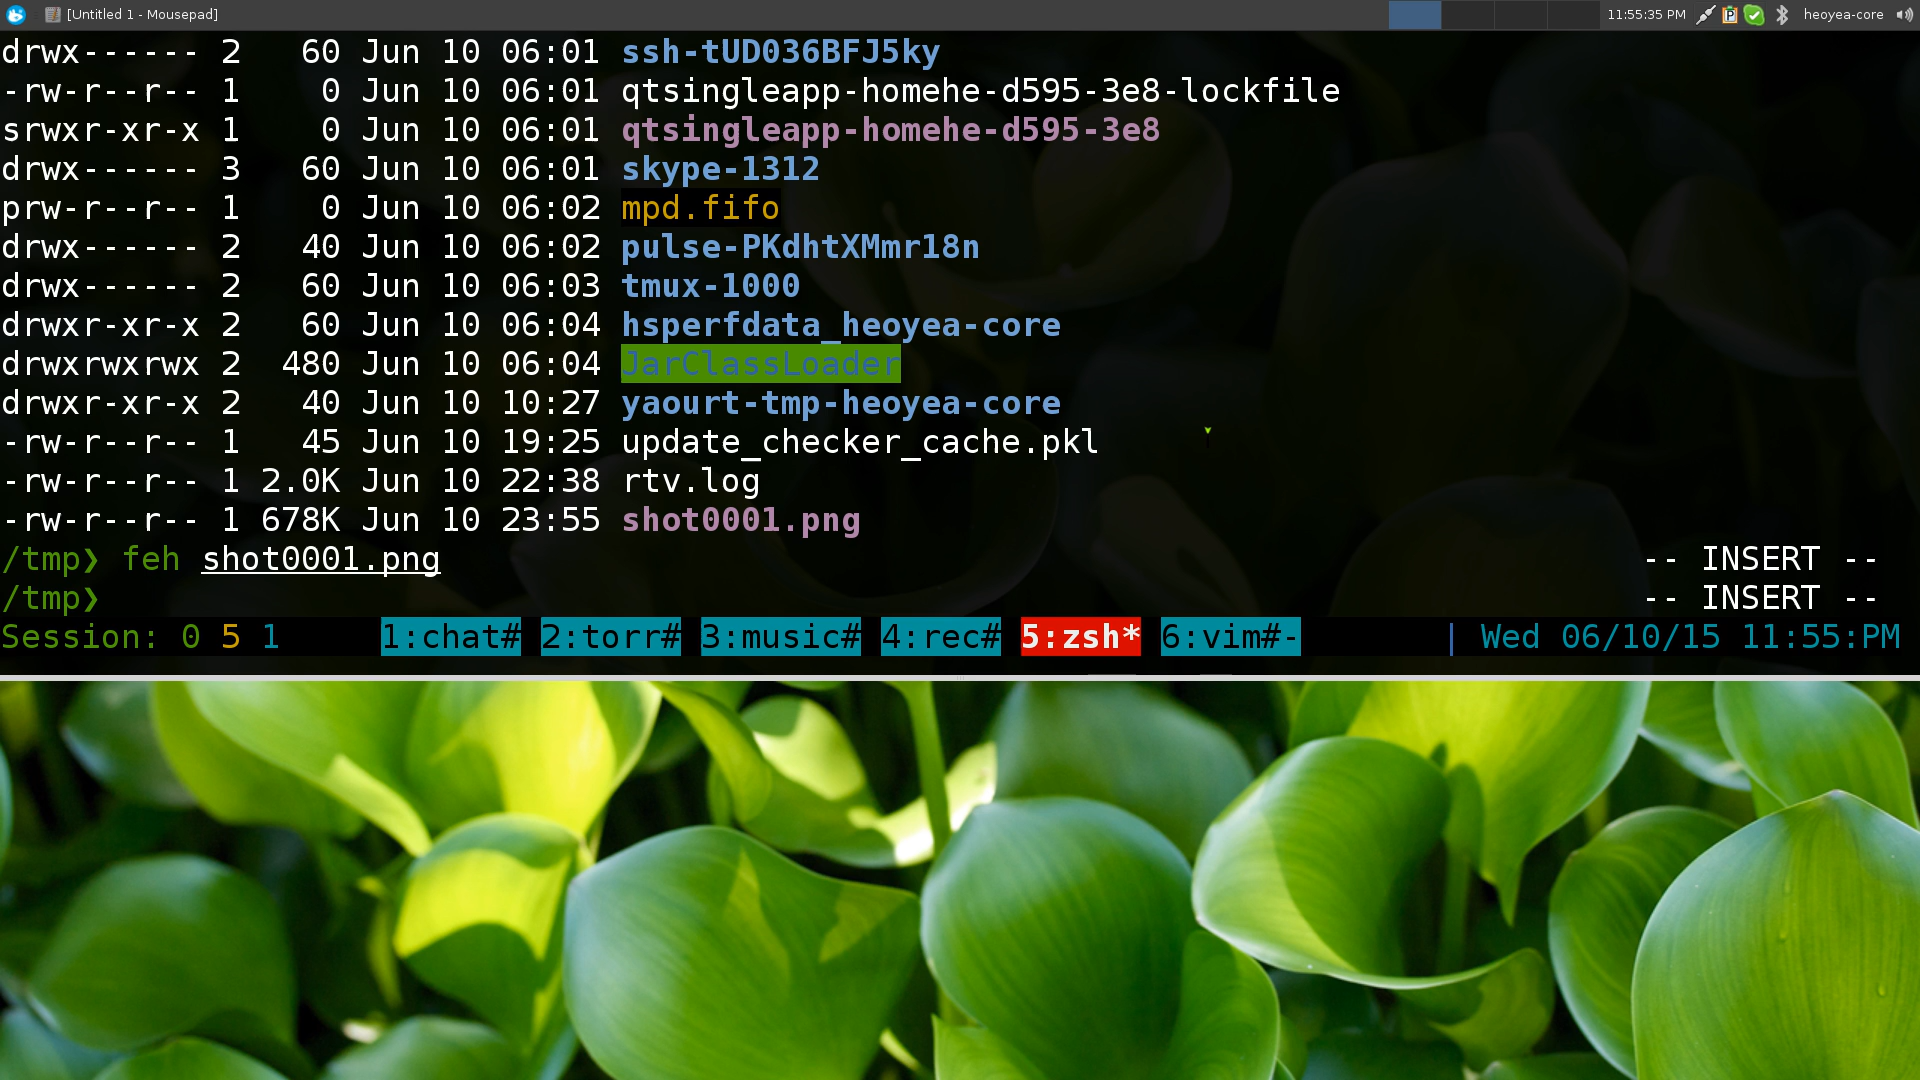 [Untitled 1 - Mousepad] 11:55:35 PM heoyea-core
drwx------ 2 60 Jun 10 06:01 ssh-tUD036BFJ5ky
-rw-r--r-- 1 0 Jun 10 06:01 qtsingleapp-homehe-d595-3e8-lockfile
srwxr-xr-x 1 0 Jun 10 06:01 qtsingleapp-homehe-d595-3e8
drwx------ 3 60 Jun 10 06:01 skype-1312
prw-r--r-- 1 0 Jun 10 06:02 mpd.fifo
drwx------ 2 40 Jun 10 06:02 pulse-PKdhtXMmr18n
drwx------ 2 60 Jun 10 06:03 tmux-1000
drwxr-xr-x 2 60 Jun 10 06:04 hsperfdata_heoyea-core
drwxrwxrwx 2 480 Jun 10 06:04 JarClassLoader
drwxr-xr-x 2 40 Jun 10 10:27 yaourt-tmp-heoyea-core
-rw-r--r-- 1 45 Jun 10 19:25 update_checker_cache.pkl
-rw-r--r-- 1 2.0K Jun 10 22:38 rtv.log
-rw-r--r-- 1 678K Jun 10 23:55 shot0001.png
/tmp❯ feh shot0001.png -- INSERT --
/tmp❯ -- INSERT --
Session: 0 5 1 1:chat# 2:torr# 3:music# 4:rec# 5:zsh* 6:vim#- | Wed 06/10/15 11:55:PM